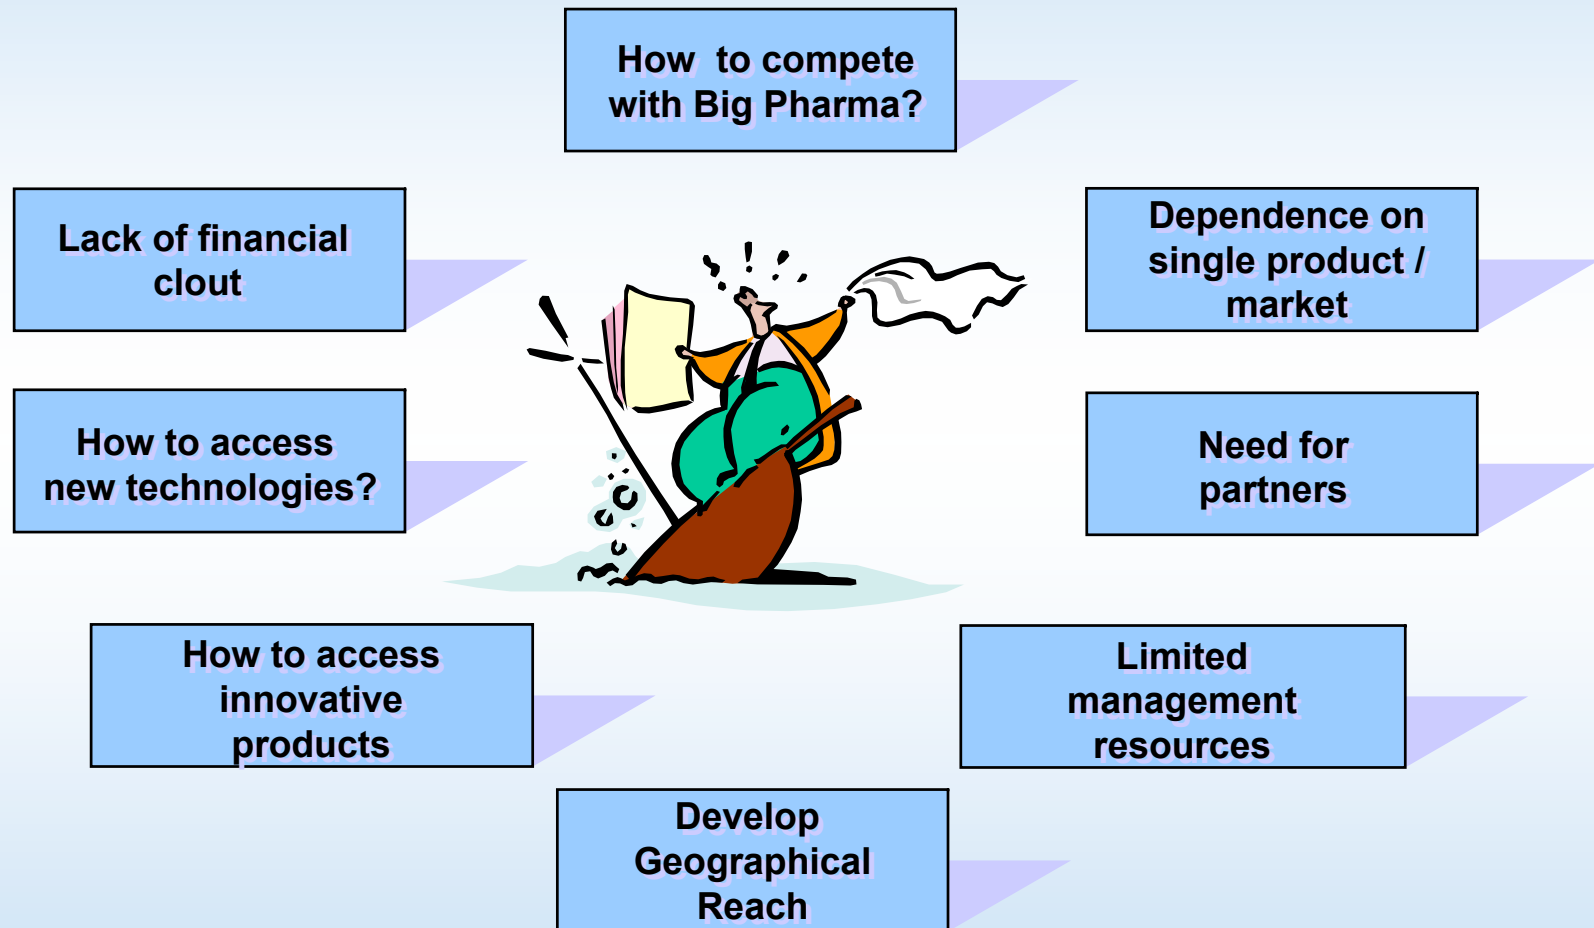 How to compete
with Big Pharma?
Lack of financial
clout
Dependence on
single product /
market
How to access
new technologies?
Need for
partners
How to access
innovative
products
Limited
management
resources
Develop
Geographical
Reach